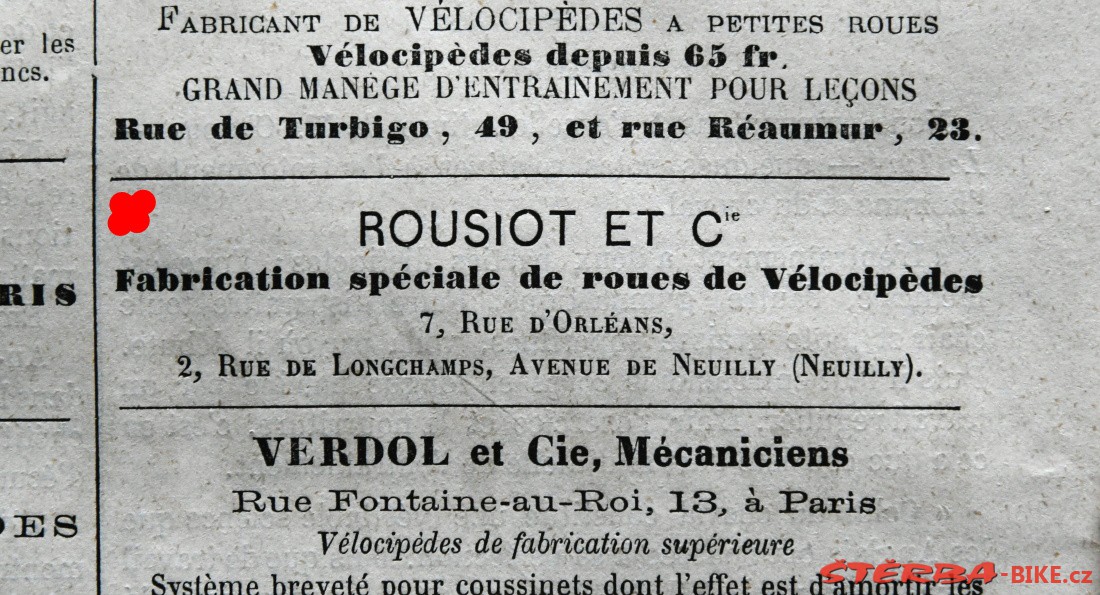 er les
ncs.
RIS
DES
FABRICANT DE VÉLOCIPÈDES A PETITES ROUES
Vélocipèdes depuis 65 fr.
GRAND MANÈGE D'ENTRAINEMENT POUR LEÇONS
Rue de Turbigo, 49, et rue Réaumur, 23.
ROUSIOT ET Cie
Fabrication spéciale de roues de Vélocipèdes
7, RUE D'ORLÉANS,
2, RUE DE LONGCHAMPS, AVENUE DE NEUILLY (NEUILLY).
VERDOL et Cie, Mécaniciens
Rue Fontaine-au-Roi, 13, à Paris
Vélocipédes de fabrication supérieure
Système breveté pour coussinets dont l'effet est d'amortir les
ŠTĚRBA-BIKE.cz